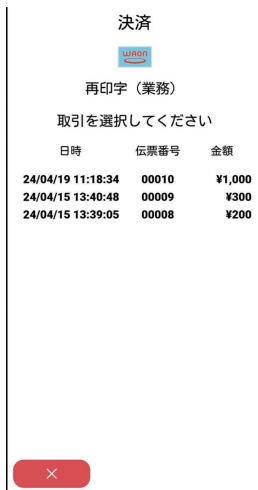 決済
WAON
再印字（業務）
取引を選択してください
日時 伝票番号 金額
24/04/19 11:18:34 00010 ¥1,000
24/04/15 13:40:48 00009 ¥300
24/04/15 13:39:05 00008 ¥200
×